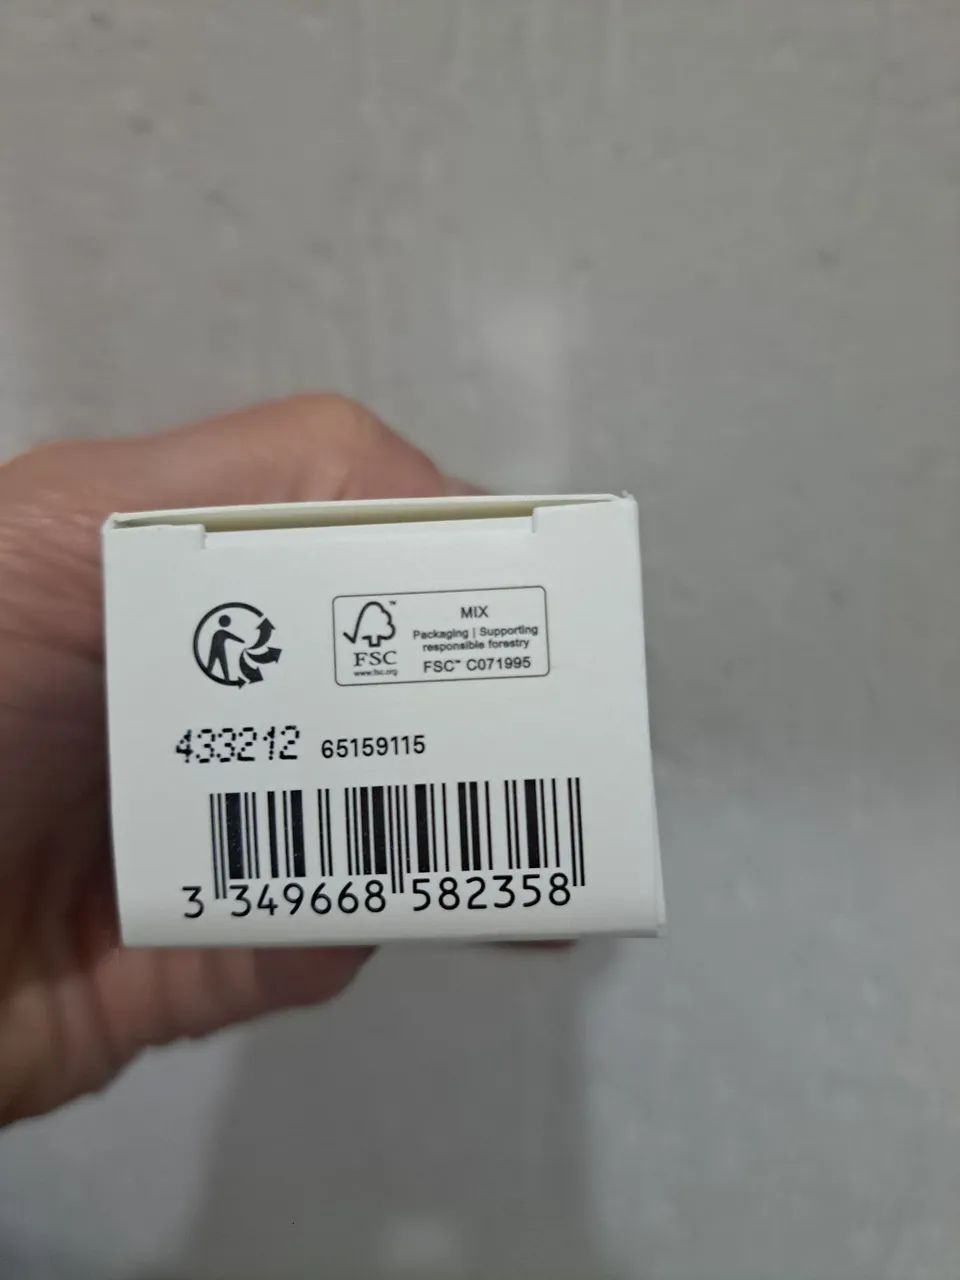 MIX
Packaging | Supporting
responsible forestry
FSC™ C071995
FSC
www.fsc.org
433212 65159115
3 349668 582358